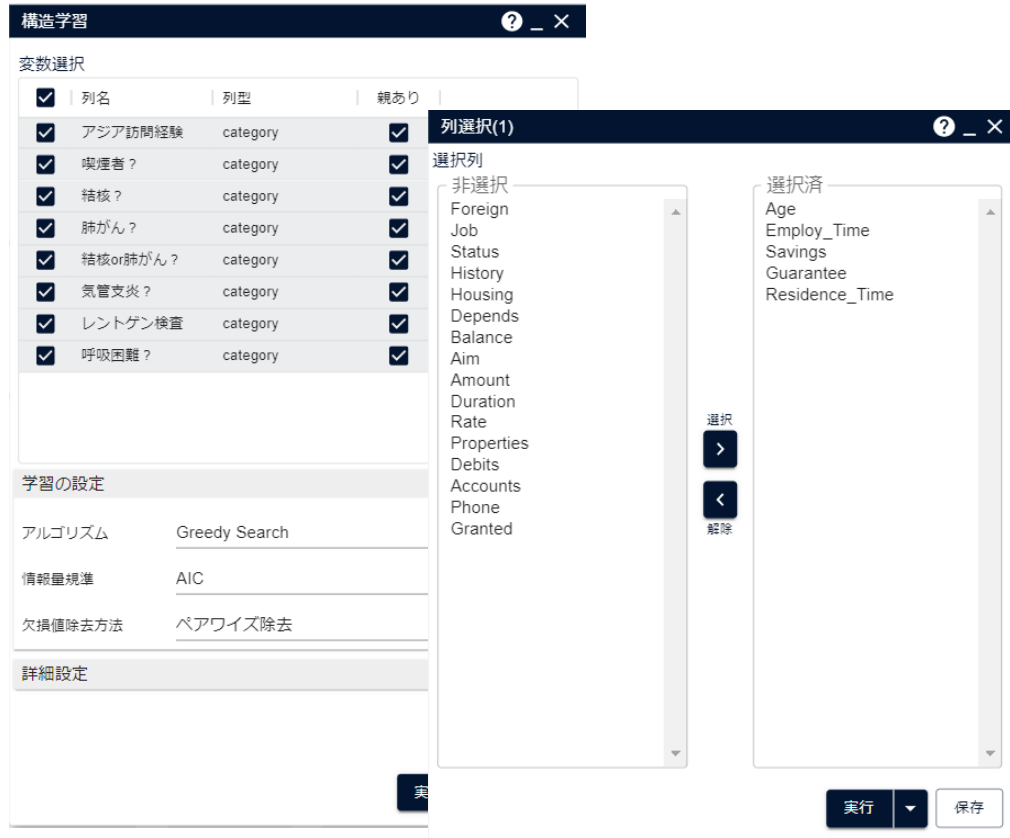 構造学習
変数選択
列名 列型 親あり
アジア訪問経験 category
喫煙者？ category
結核？ category
肺がん？ category
結核or肺がん？ category
気管支炎？ category
レントゲン検査 category
呼吸困難？ category
学習の設定
アルゴリズム Greedy Search
情報量規準 AIC
欠損値除去方法 ペアワイズ除去
詳細設定
実
列選択(1)
選択列
非選択
Foreign
Job
Status
History
Housing
Depends
Balance
Aim
Amount
Duration
Rate
Properties
Debits
Accounts
Phone
Granted
選択
解除
選択済
Age
Employ_Time
Savings
Guarantee
Residence_Time
実行
保存